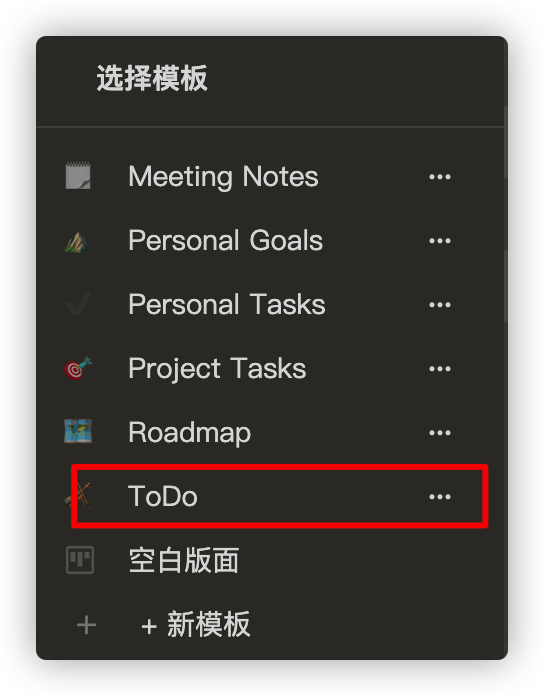 选择模板
Meeting Notes
Personal Goals
Personal Tasks
Project Tasks
Roadmap
ToDo
空白版面
+ 新模板